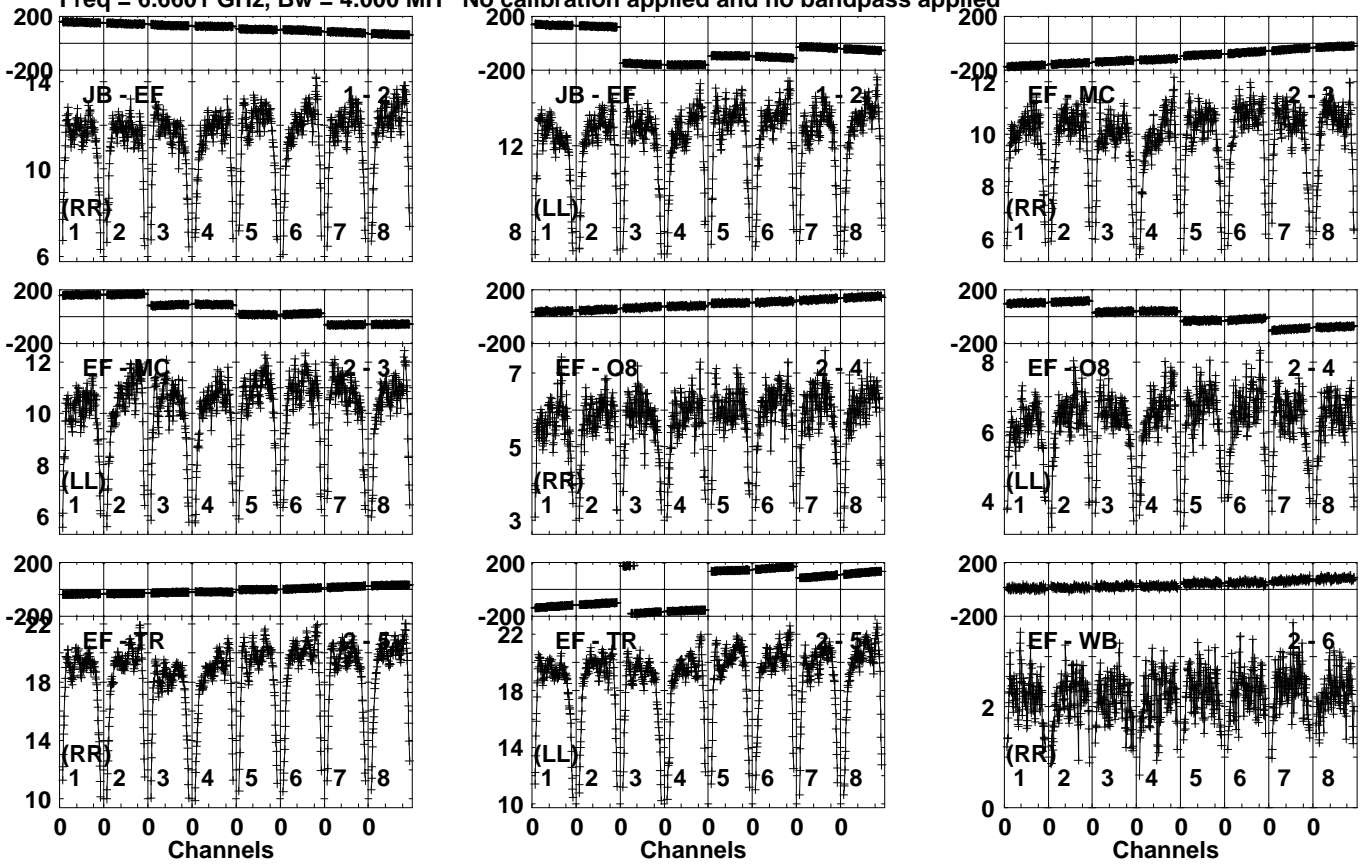 Freq = 6.6601 GHz, Bw = 4.000 MH No calibration applied and no bandpass applied
200 200 200
-200 -200 -200
14 12
JB - EF 1 - 2 JB - EF 1 - 2 EF - MC 2 - 3
12 10
10
8
(RR) (LL) (RR)
1 2 3 4 5 6 7 8 8 1 2 3 4 5 6 7 8 6 1 2 3 4 5 6 7 8
6
200 200 200
-200 -200 -200
12 8
EF - MC 2 - 3 EF - O8 2 - 4 EF - O8 2 - 4
7
10
5 6
8
(LL) (RR) (LL)
1 2 3 4 5 6 7 8 1 2 3 4 5 6 7 8 4 1 2 3 4 5 6 7 8
6 3
200 200 200
-200 -200 -200
22 22
EF - TR 2 - 5 EF - TR 2 - 5 EF - WB 2 - 6
18 18
2
14 14
(RR) (LL) (RR)
1 2 3 4 5 6 7 8 1 2 3 4 5 6 7 8 1 2 3 4 5 6 7 8
10 10 0
0 0 0 0 0 0 0 0 0 0 0 0 0 0 0 0 0 0 0 0 0 0 0 0
Channels Channels Channels